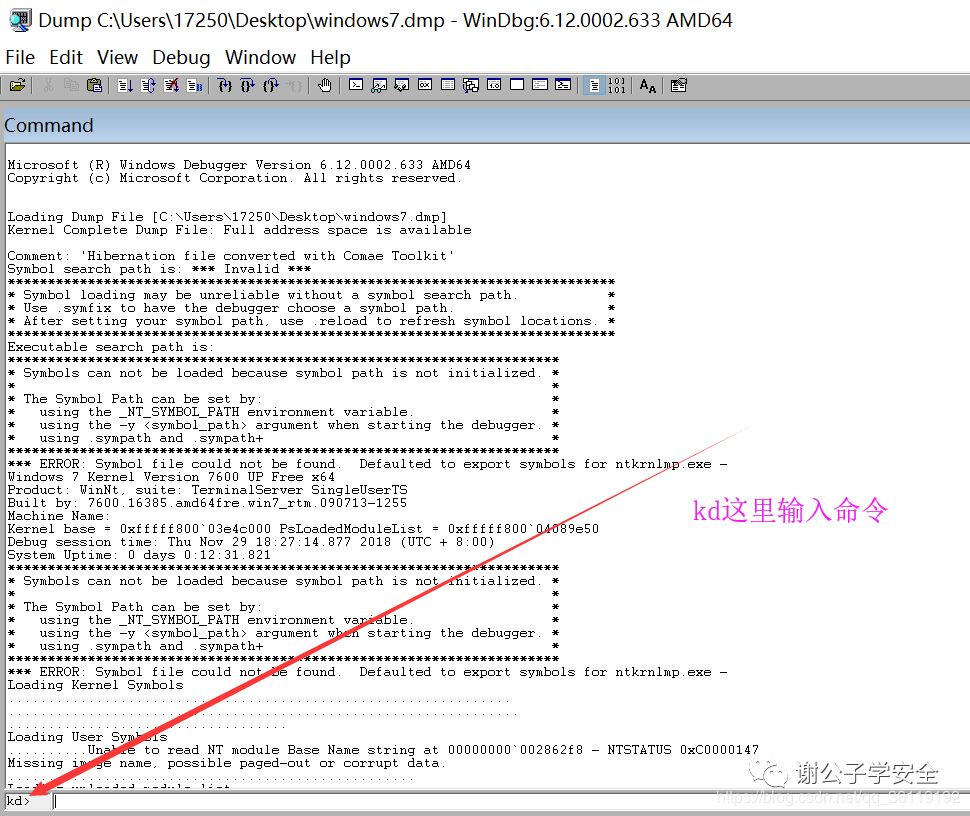 Dump C:\Users\17250\Desktop\windows7.dmp - WinDbg:6.12.0002.633 AMD64
File Edit View Debug Window Help
Command
Microsoft (R) Windows Debugger Version 6.12.0002.633 AMD64
Copyright (c) Microsoft Corporation. All rights reserved.
Loading Dump File [C:\Users\17250\Desktop\windows7.dmp]
Kernel Complete Dump File: Full address space is available
Comment: 'Hibernation file converted with Comae Toolkit'
Symbol search path is: *** Invalid ***
****************************************************************************
* Symbol loading may be unreliable without a symbol search path.           *
* Use .symfix to have the debugger choose a symbol path.                   *
* After setting your symbol path, use .reload to refresh symbol locations. *
****************************************************************************
Executable search path is:
*********************************************************************
* Symbols can not be loaded because symbol path is not initialized. *
*                                                                   *
* The Symbol Path can be set by:                                    *
*   using the _NT_SYMBOL_PATH environment variable.                 *
*   using the -y <symbol_path> argument when starting the debugger. *
*   using .sympath and .sympath+                                    *
*********************************************************************
*** ERROR: Symbol file could not be found.  Defaulted to export symbols for ntkrnlmp.exe -
Windows 7 Kernel Version 7600 UP Free x64
Product: WinNt, suite: TerminalServer SingleUserTS
Built by: 7600.16385.amd64fre.win7_rtm.090713-1255
Machine Name:
Kernel base = 0xfffff800`03e4c000 PsLoadedModuleList = 0xfffff800`04089e50
Debug session time: Thu Nov 29 18:27:14.877 2018 (UTC + 8:00)
System Uptime: 0 days 0:12:31.821
*********************************************************************
* Symbols can not be loaded because symbol path is not initialized. *
*                                                                   *
* The Symbol Path can be set by:                                    *
*   using the _NT_SYMBOL_PATH environment variable.                 *
*   using the -y <symbol_path> argument when starting the debugger. *
*   using .sympath and .sympath+                                    *
*********************************************************************
*** ERROR: Symbol file could not be found.  Defaulted to export symbols for ntkrnlmp.exe -
Loading Kernel Symbols
...............................................................
................................................................
...................................
Loading User Symbols
..........Unable to read NT module Base Name string at 00000000`002862f8 - NTSTATUS 0xC0000147
Missing image name, possible paged-out or corrupt data.
...................................................
Loading unloaded module list
kd>
kd这里输入命令
谢公子学安全
https://blog.csdn.net/qq_36119192